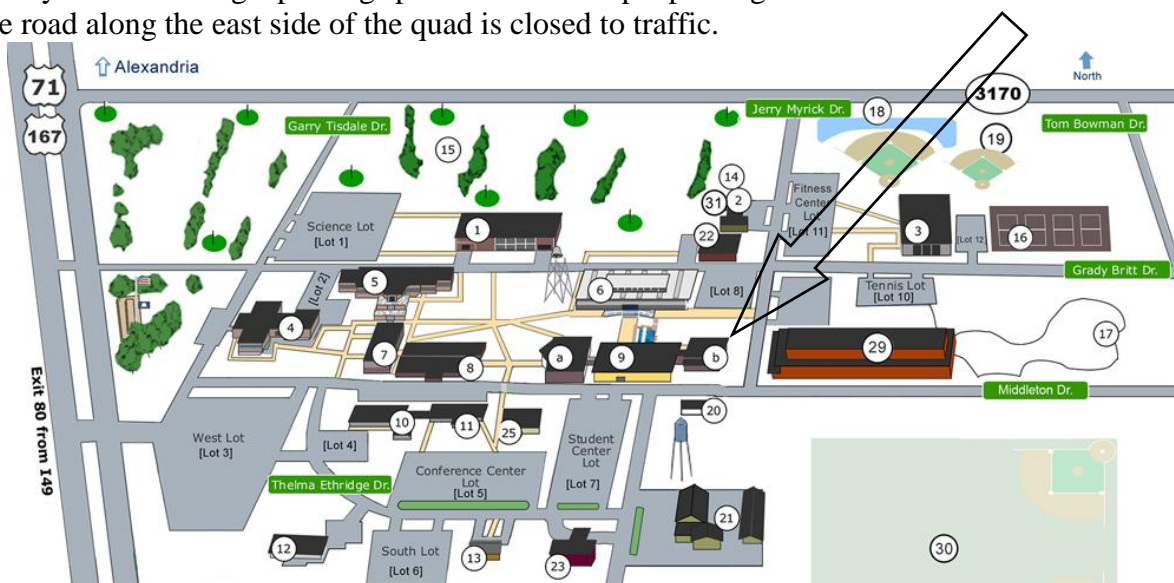 e road along the east side of the quad is closed to traffic.
71
167
Alexandria
North
3170
Garry Tisdale Dr.
Jerry Myrick Dr.
Tom Bowman Dr.
18
19
15
14
31
2
Fitness
Center
Lot
[Lot 11]
Science Lot
[Lot 1]
1
22
3
[Lot 12]
16
Grady Britt Dr.
5
[Lot 2]
6
[Lot 8]
Tennis Lot
[Lot 10]
4
7
8
a
9
b
29
17
Middleton Dr.
Exit 80 from I49
10
11
25
20
West Lot
[Lot 3]
[Lot 4]
Student
Center
Lot
[Lot 7]
Conference Center
Lot
[Lot 5]
Thelma Ethridge Dr.
21
12
South Lot
[Lot 6]
13
23
30